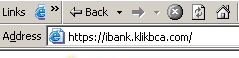 Links » Back
Address https://ibank.klikbca.com/